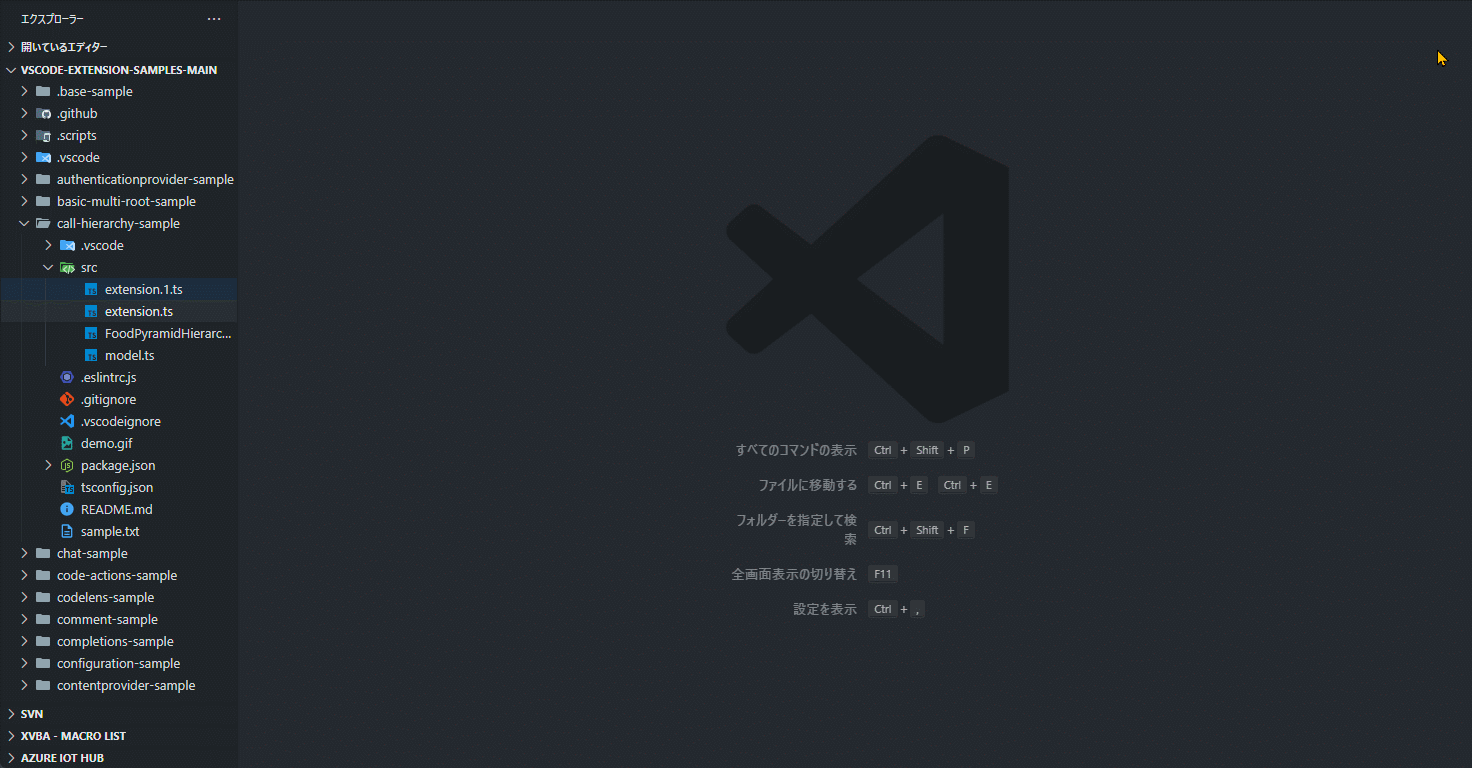 エクスプローラー
開いているエディター
VSCODE-EXTENSION-SAMPLES-MAIN
.base-sample
.github
.scripts
.vscode
authenticationprovider-sample
basic-multi-root-sample
call-hierarchy-sample
.vscode
src
extension.1.ts
extension.ts
FoodPyramidHierarc...
model.ts
.eslintrc.js
.gitignore
.vscodeignore
demo.gif
package.json
tsconfig.json
README.md
sample.txt
chat-sample
code-actions-sample
codelens-sample
comment-sample
completions-sample
configuration-sample
contentprovider-sample
SVN
XVBA - MACRO LIST
AZURE IOT HUB
すべてのコマンドの表示 Ctrl + Shift + P
ファイルに移動する Ctrl + E Ctrl + E
フォルダーを指定して検
索 Ctrl + Shift + F
全画面表示の切り替え F11
設定を表示 Ctrl + ,